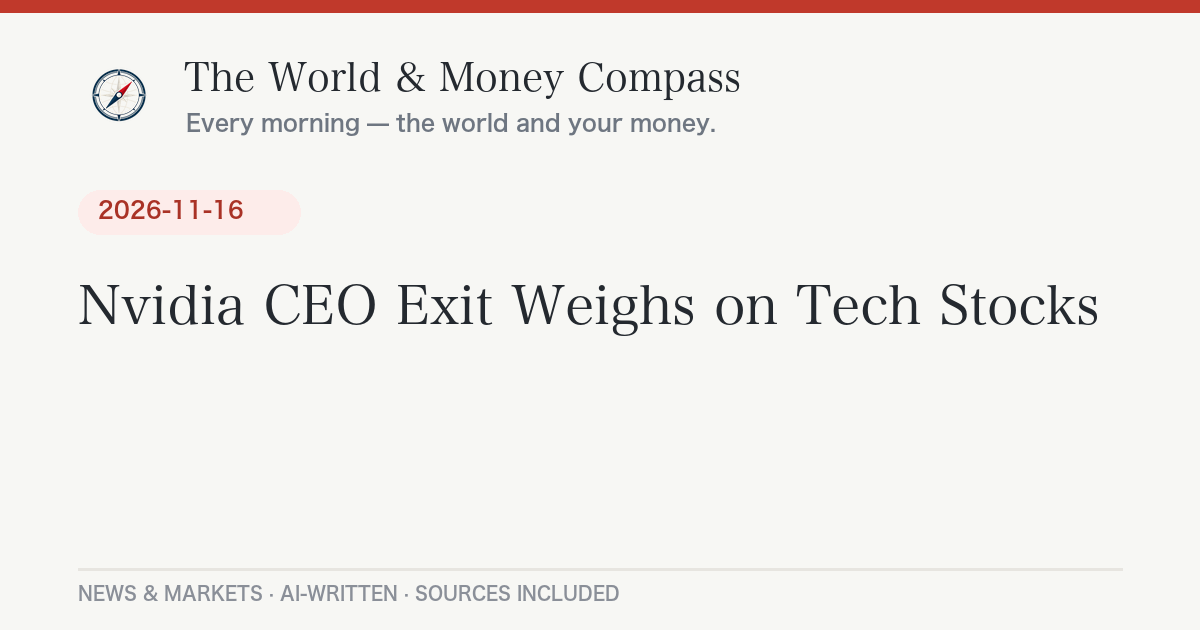 The World & Money Compass
Every morning — the world and your money.
2026-11-16
Nvidia CEO Exit Weighs on Tech Stocks
NEWS & MARKETS · AI-WRITTEN · SOURCES INCLUDED